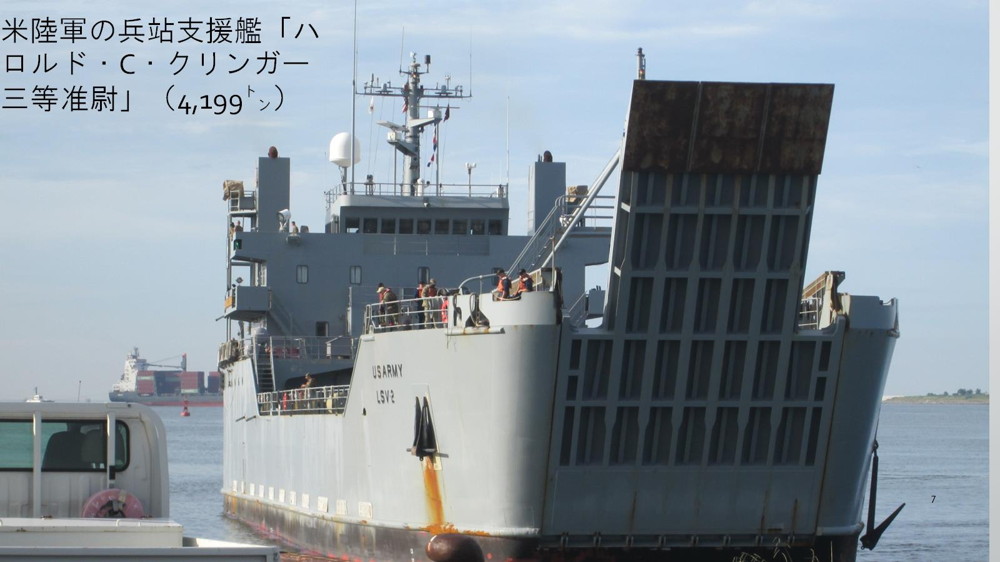 米陸軍の兵站支援艦「ハ
ロルド・C・クリンガー
三等准尉」（4,199㌧）
US ARMY
LSV-2
7